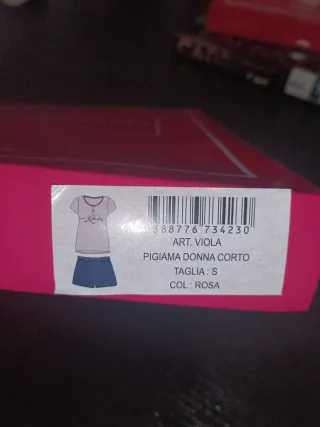 388776 734230
ART. VIOLA
PIGIAMA DONNA CORTO
TAGLIA : S
COL : ROSA